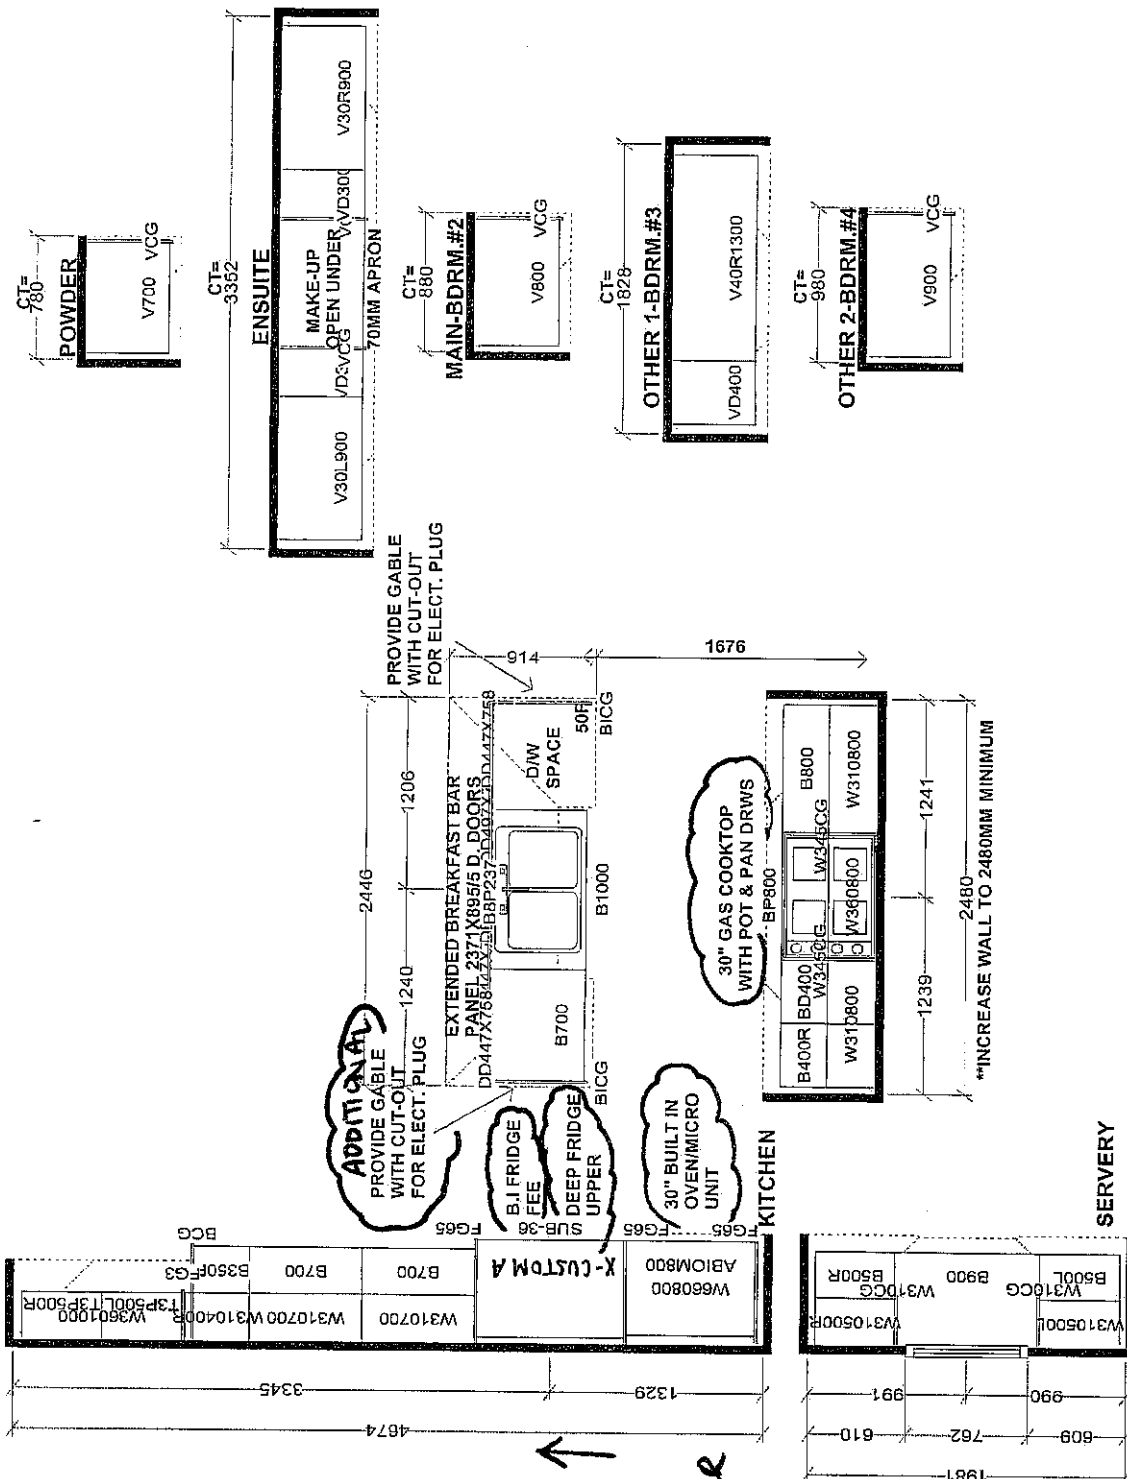 CT=
780
POWDER
V700
VCG
CT=
3352
ENSUITE
V30L900
VD3
VCG
MAKE-UP
OPEN UNDER
VD300
V30R900
70MM APRON
CT=
880
MAIN-BDRM.#2
V800
VCG
CT=
1828
OTHER 1-BDRM.#3
VD400
V40R1300
CT=
980
OTHER 2-BDRM.#4
V900
VCG
PROVIDE GABLE
WITH CUT-OUT
FOR ELECT. PLUG
914
1676
2446
1240
1206
EXTENDED BREAKFAST BAR
PANEL 2371X895/5 D. DOORS
DD447X758
B700
B1000
D/W
SPACE
50F
BICG
BICG
ADDITIONAL
PROVIDE GABLE
WITH CUT-OUT
FOR ELECT. PLUG
B.I FRIDGE
FEE
DEEP FRIDGE
UPPER
30" BUILT IN
OVEN/MICRO
UNIT
30" GAS COOKTOP
WITH POT & PAN DRWS
BP800
B400R
BD400
W345CG
W345CG
B800
W310800
W360800
W310800
1239
1241
2480
**INCREASE WALL TO 2480MM MINIMUM
KITCHEN
BCG
FG3
FG65
SUB-36
FG65
FG65
T3P500R
T3P500L
W3601000
B350F
W310400R
B700
W310700
B700
W310700
X-CUSTOM A
ABIOM800
W660800
3345
1329
4674
SERVERY
B500R
W310500R
W310CG
B900
W310CG
B500L
W310500L
991
990
610
762
609
1981